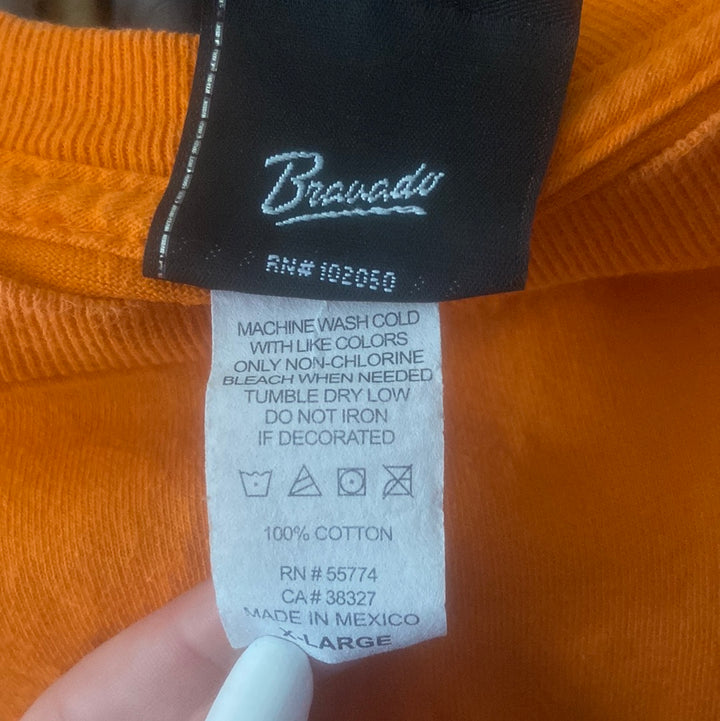 Bravado
RN# 102050
MACHINE WASH COLD
WITH LIKE COLORS
ONLY NON-CHLORINE
BLEACH WHEN NEEDED
TUMBLE DRY LOW
DO NOT IRON
IF DECORATED
100% COTTON
RN # 55774
CA # 38327
MADE IN MEXICO
X-LARGE